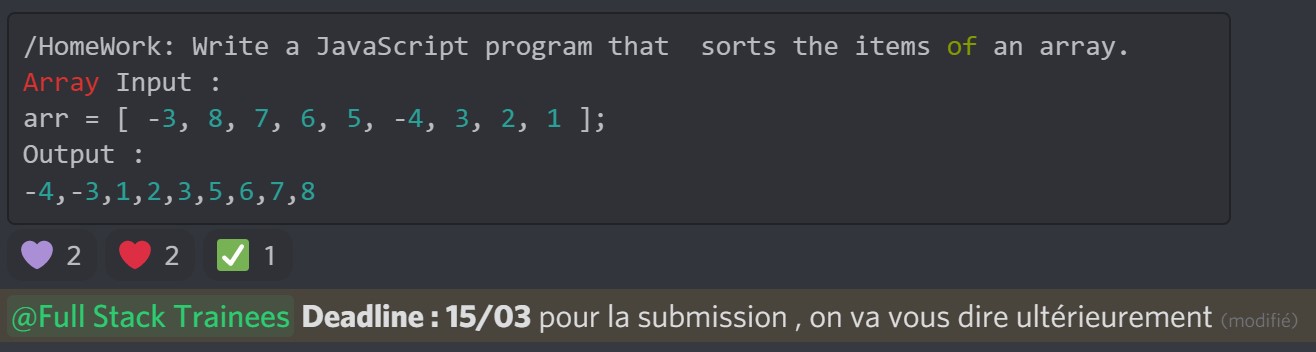 /HomeWork: Write a JavaScript program that  sorts the items of an array.
Array Input :
arr = [ -3, 8, 7, 6, 5, -4, 3, 2, 1 ];
Output :
-4,-3,1,2,3,5,6,7,8
2 2 1
@Full Stack Trainees Deadline : 15/03 pour la submission , on va vous dire ultérieurement (modifié)